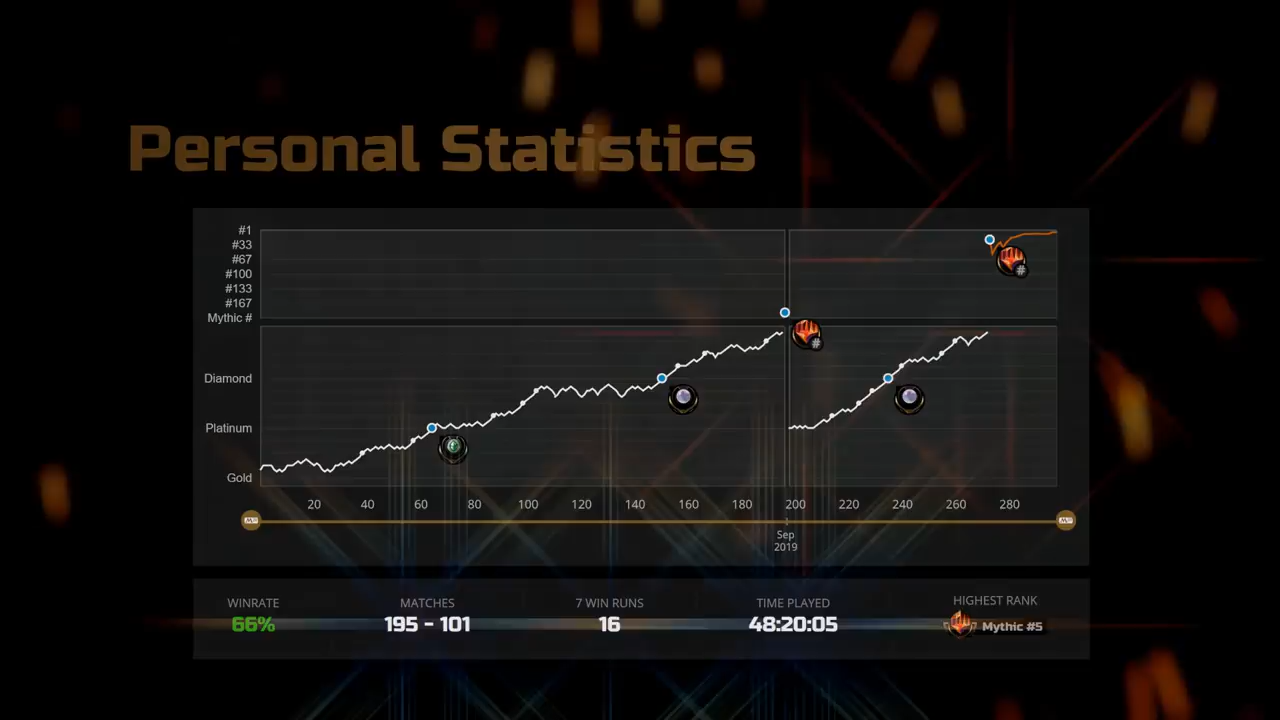 Personal Statistics
#1
#33
#67
#100
#133
#167
Mythic #
Diamond
Platinum
Gold
#
#
20 40 60 80 100 120 140 160 180 200 220 240 260 280
Sep
2019
WINRATE MATCHES 7 WIN RUNS TIME PLAYED HIGHEST RANK
66% 195 - 101 16 48:20:05 Mythic #5